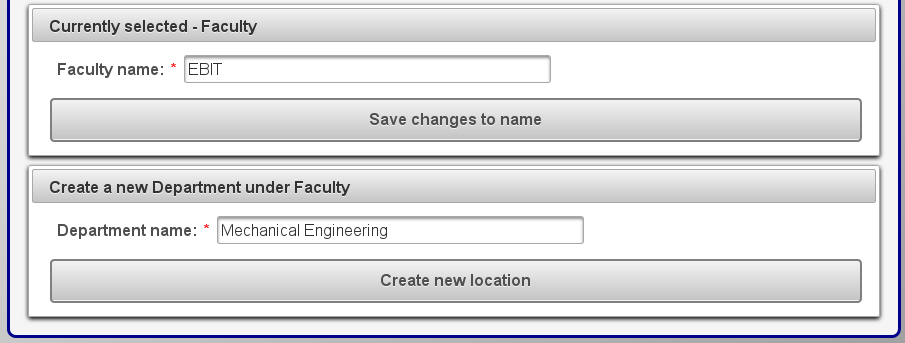 Currently selected - Faculty
Faculty name: * EBIT
Save changes to name
Create a new Department under Faculty
Department name: * Mechanical Engineering
Create new location